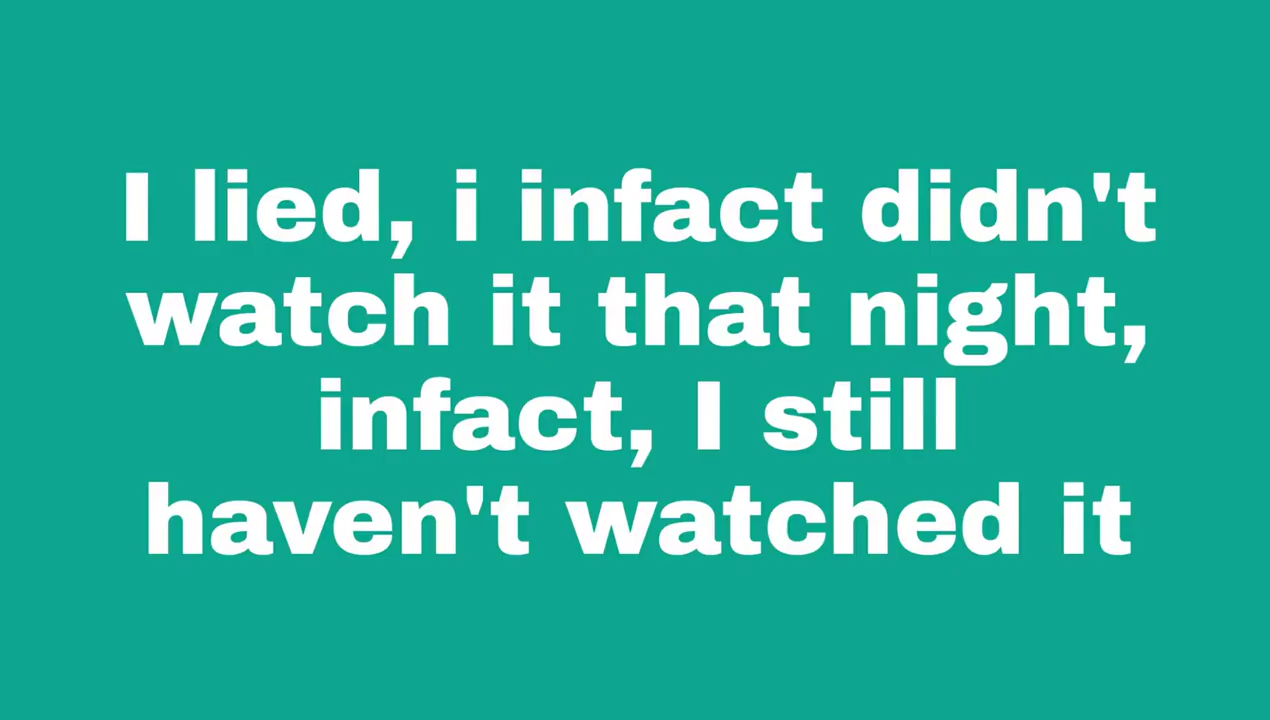 I lied, i infact didn't
watch it that night,
infact, I still
haven't watched it